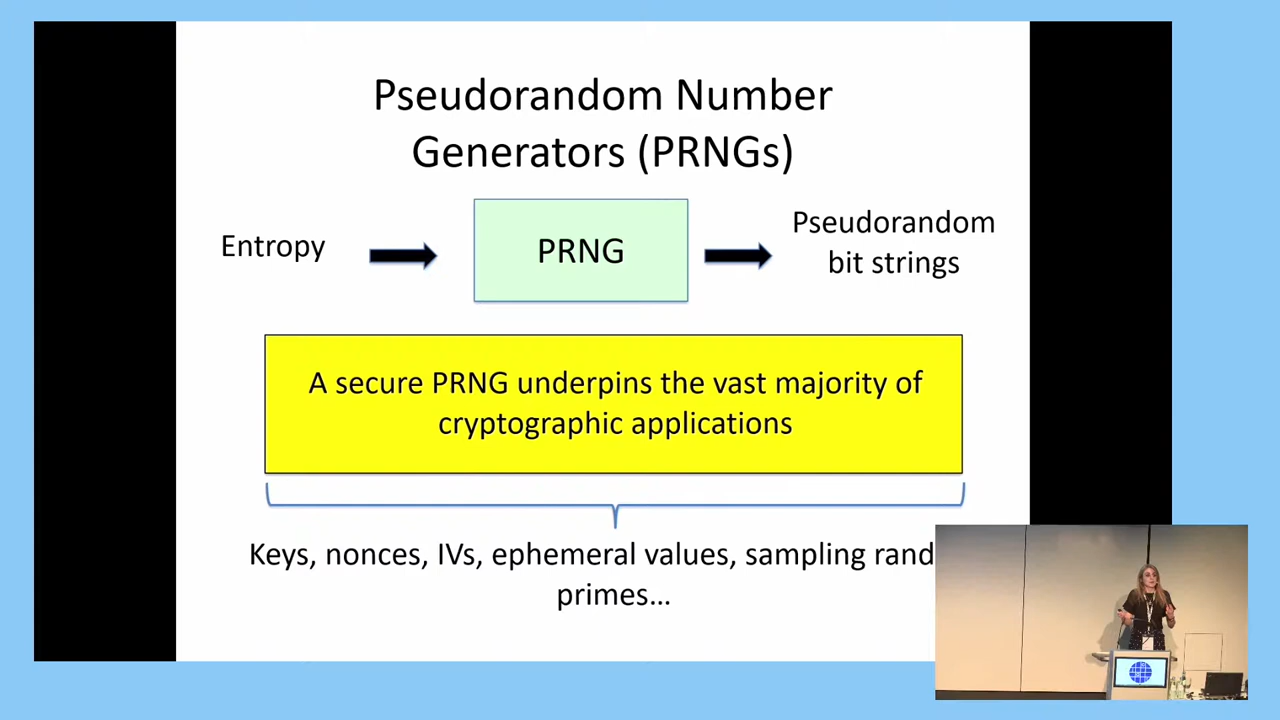 Pseudorandom Number
Generators (PRNGs)
Entropy
PRNG
Pseudorandom
bit strings
A secure PRNG underpins the vast majority of
cryptographic applications
Keys, nonces, IVs, ephemeral values, sampling
primes...